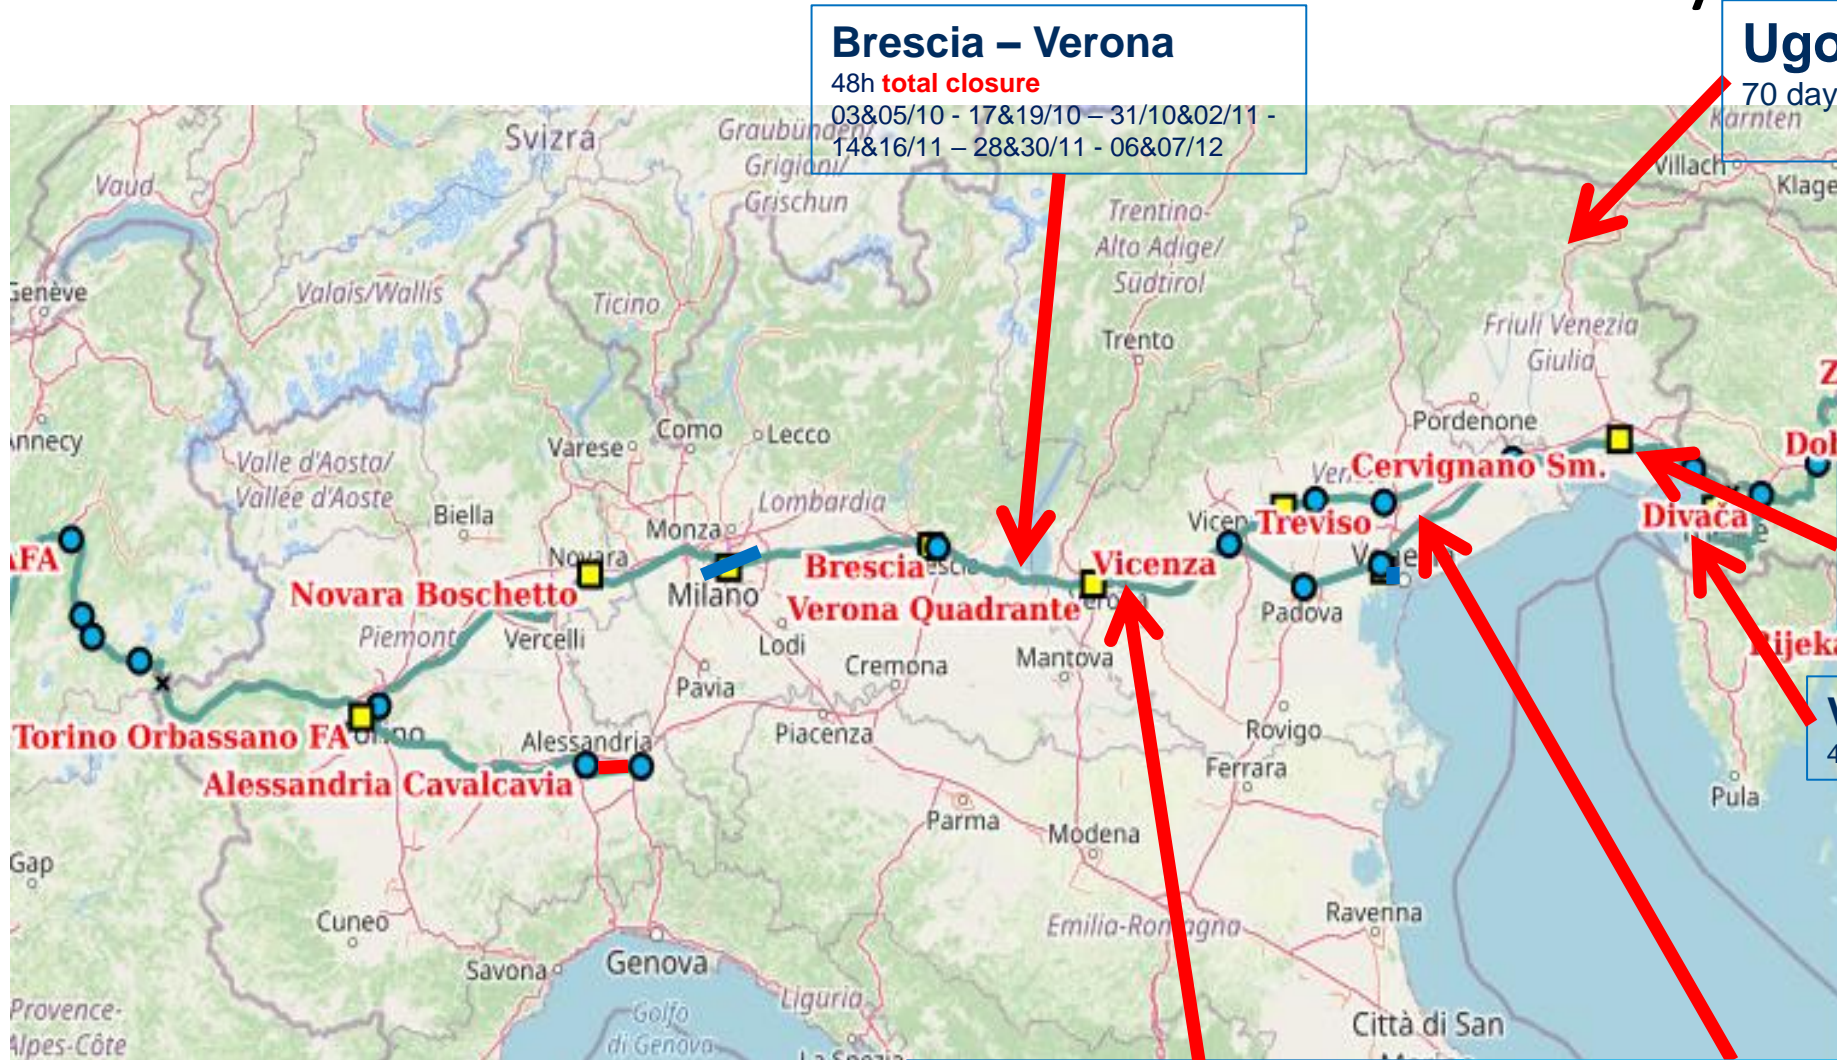 Brescia – Verona
48h total closure
03&05/10 - 17&19/10 – 31/10&02/11 -
14&16/11 – 28&30/11 - 06&07/12
Ugo
70 day
Svizra
Graubünden/
Grigioni/
Grischun
Kärnten
Villach
Klage
Vaud
Trentino-
Alto Adige/
Südtirol
Genève
Valais/Wallis
Ticino
Trento
Friuli Venezia
Giulia
Annecy
Varese
Como
Lecco
Pordenone
Valle d'Aosta/
Vallée d'Aoste
Lombardia
Cervignano Sm.
Biella
Monza
Treviso
Divača
AFA
Novara
Brescia
Vicenza
Novara Boschetto
Milano
Verona Quadrante
Padova
Piemont
Vercelli
Lodi
Cremona
Mantova
Pavia
Torino Orbassano FA
Alessandria
Piacenza
Rovigo
Alessandria Cavalcavia
Ferrara
Pula
Parma
Modena
Gap
Cuneo
Emilia-Romagna
Ravenna
Savona
Genova
Liguria
Provence-
Alpes-Côte
Golfo
di Genova
La Spezia
Città di San